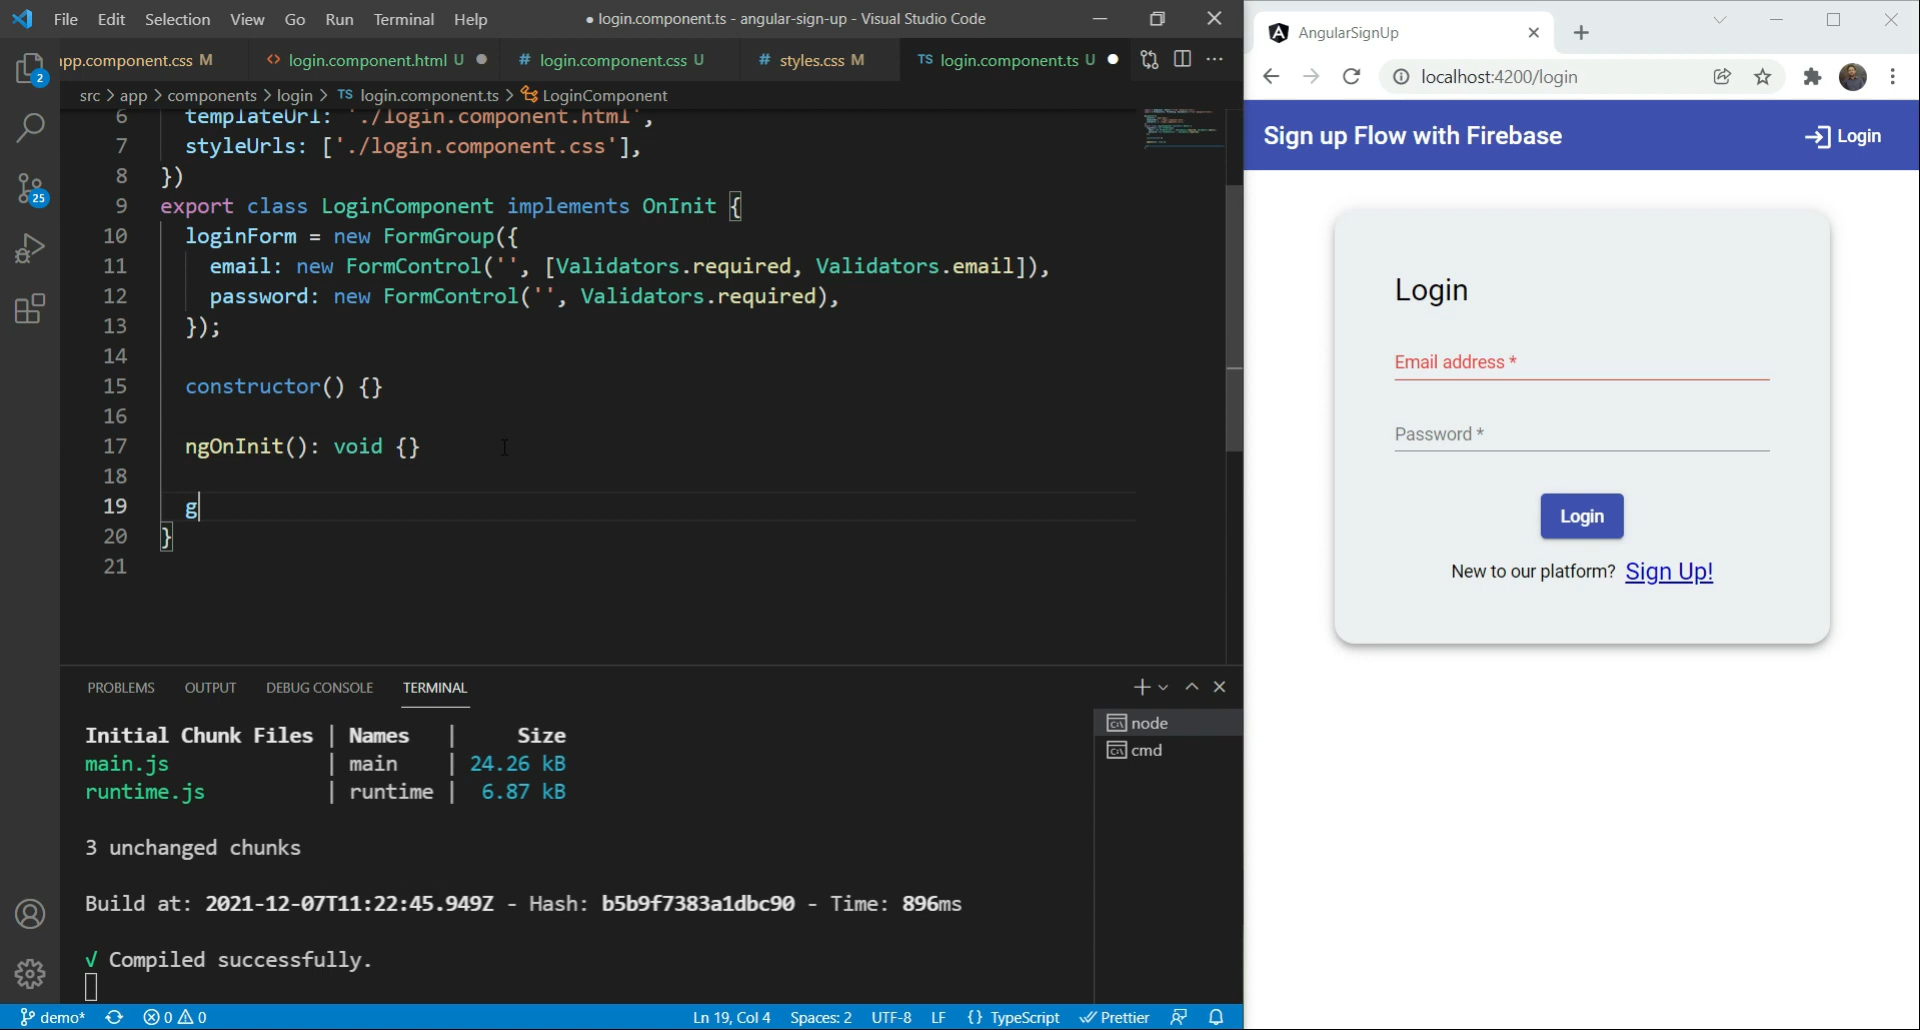 File Edit Selection View Go Run Terminal Help
● login.component.ts - angular-sign-up - Visual Studio Code
app.component.css M
<> login.component.html U ●
# login.component.css U
# styles.css M
TS login.component.ts U ●
src > app > components > login > TS login.component.ts > LoginComponent
6 templateUrl: './login.component.html',
7 styleUrls: ['./login.component.css'],
8 })
9 export class LoginComponent implements OnInit {
10 loginForm = new FormGroup({
11 email: new FormControl('', [Validators.required, Validators.email]),
12 password: new FormControl('', Validators.required),
13 });
14
15 constructor() {}
16
17 ngOnInit(): void {}
18
19 g
20 }
21
2
25
PROBLEMS OUTPUT DEBUG CONSOLE TERMINAL
Initial Chunk Files | Names | Size
main.js | main | 24.26 kB
runtime.js | runtime | 6.87 kB
3 unchanged chunks
Build at: 2021-12-07T11:22:45.949Z - Hash: b5b9f7383a1dbc90 - Time: 896ms
√ Compiled successfully.
node
cmd
demo* 0 0
Ln 19, Col 4 Spaces: 2 UTF-8 LF {} TypeScript Prettier
AngularSignUp
localhost:4200/login
Sign up Flow with Firebase
Login
Login
Email address *
Password *
Login
New to our platform? Sign Up!